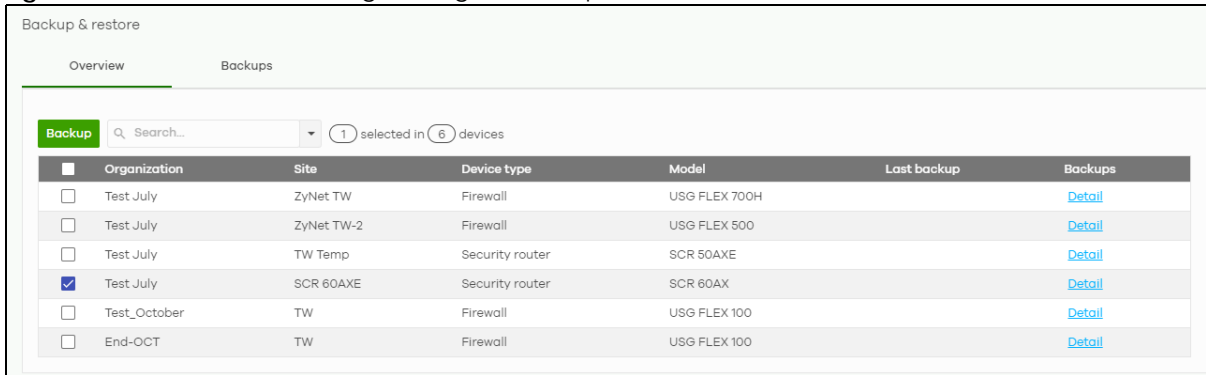 Backup & restore
Overview Backups
Backup Search... 1 selected in 6 devices
Organization Site Device type Model Last backup Backups
Test July ZyNet TW Firewall USG FLEX 700H Detail
Test July ZyNet TW-2 Firewall USG FLEX 500 Detail
Test July TW Temp Security router SCR 50AXE Detail
Test July SCR 60AXE Security router SCR 60AX Detail
Test_October TW Firewall USG FLEX 100 Detail
End-OCT TW Firewall USG FLEX 100 Detail